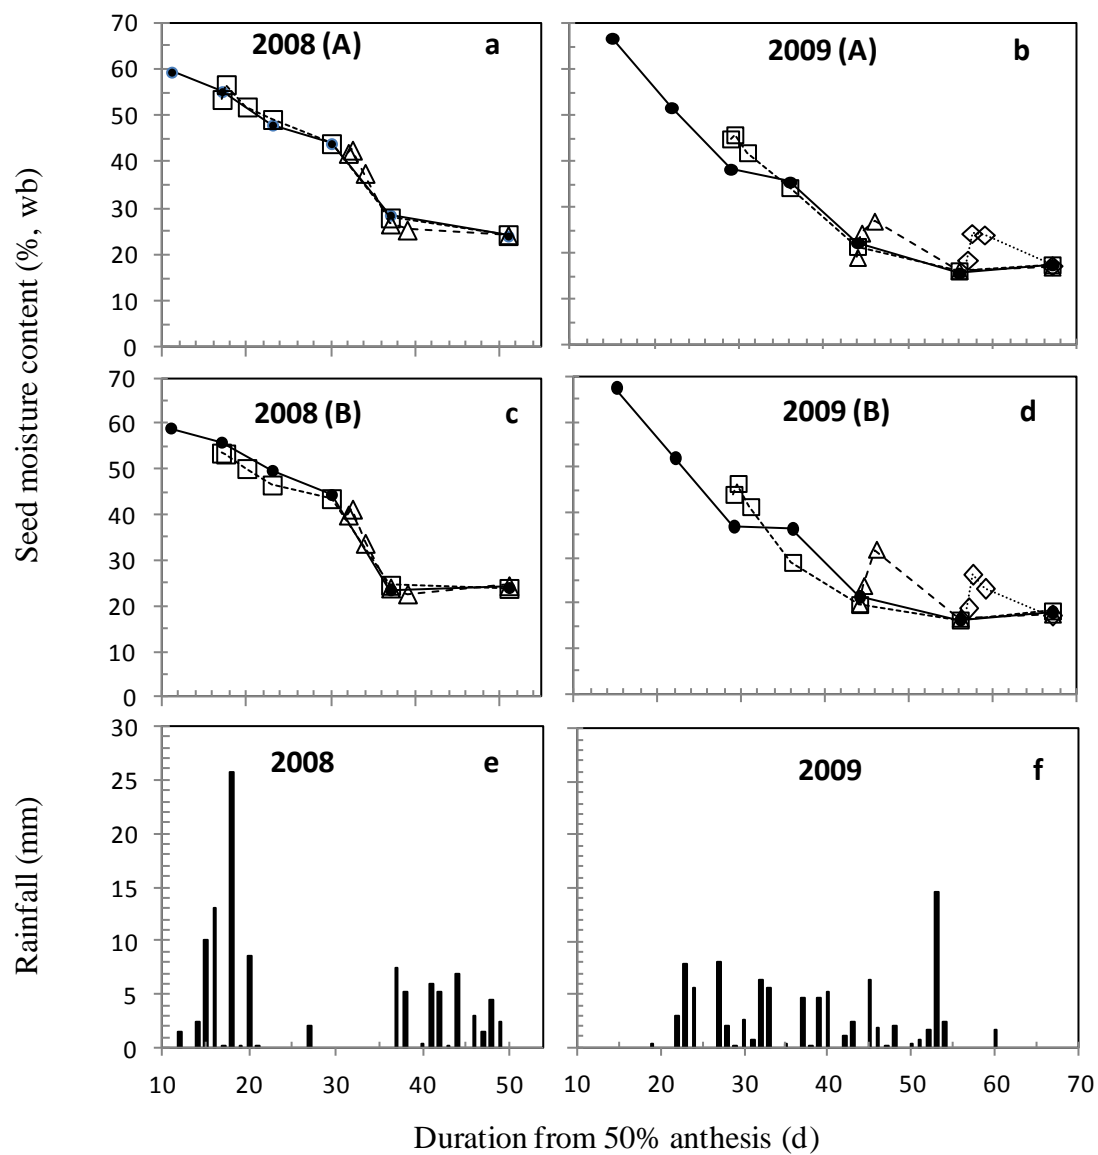 Seed moisture content (%, wb)
70
60
50
40
30
20
10
0
2008 (A) a
2009 (A) b
70
60
50
40
30
20
10
0
2008 (B) c
2009 (B) d
Rainfall (mm)
30
25
20
15
10
5
0
2008 e
2009 f
10 20 30 40 50
10 20 30 40 50 60 70
Duration from 50% anthesis (d)